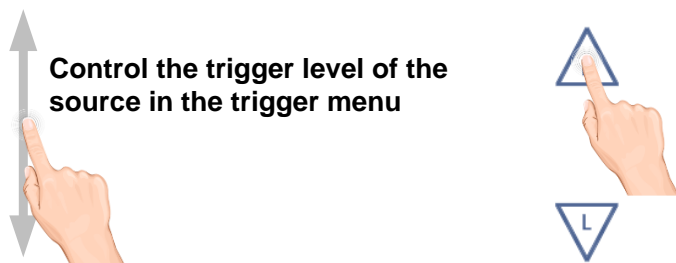 Control the trigger level of the
source in the trigger menu
L